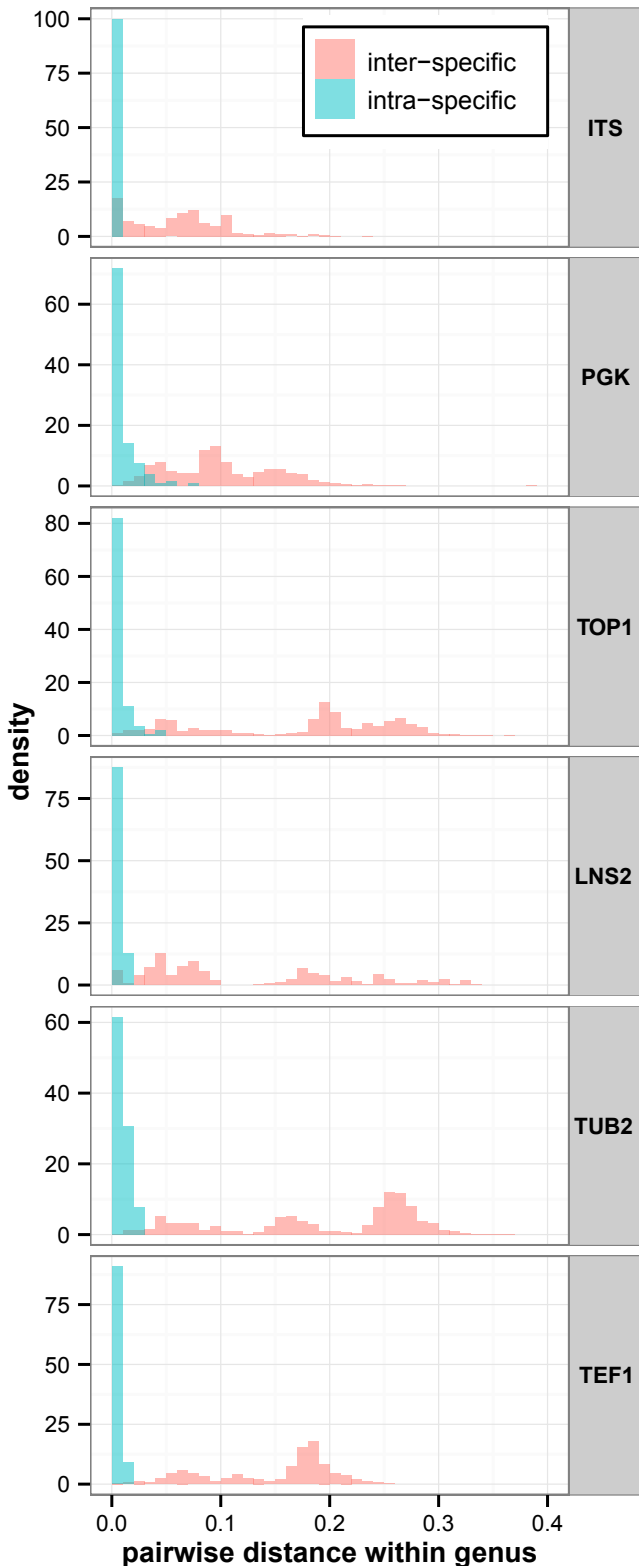 inter−specific
intra−specific
100
75
50
25
0
ITS
60
40
20
0
PGK
80
60
40
20
0
TOP1
density
75
50
25
0
LNS2
60
40
20
0
TUB2
75
50
25
0
TEF1
0.0 0.1 0.2 0.3 0.4
pairwise distance within genus